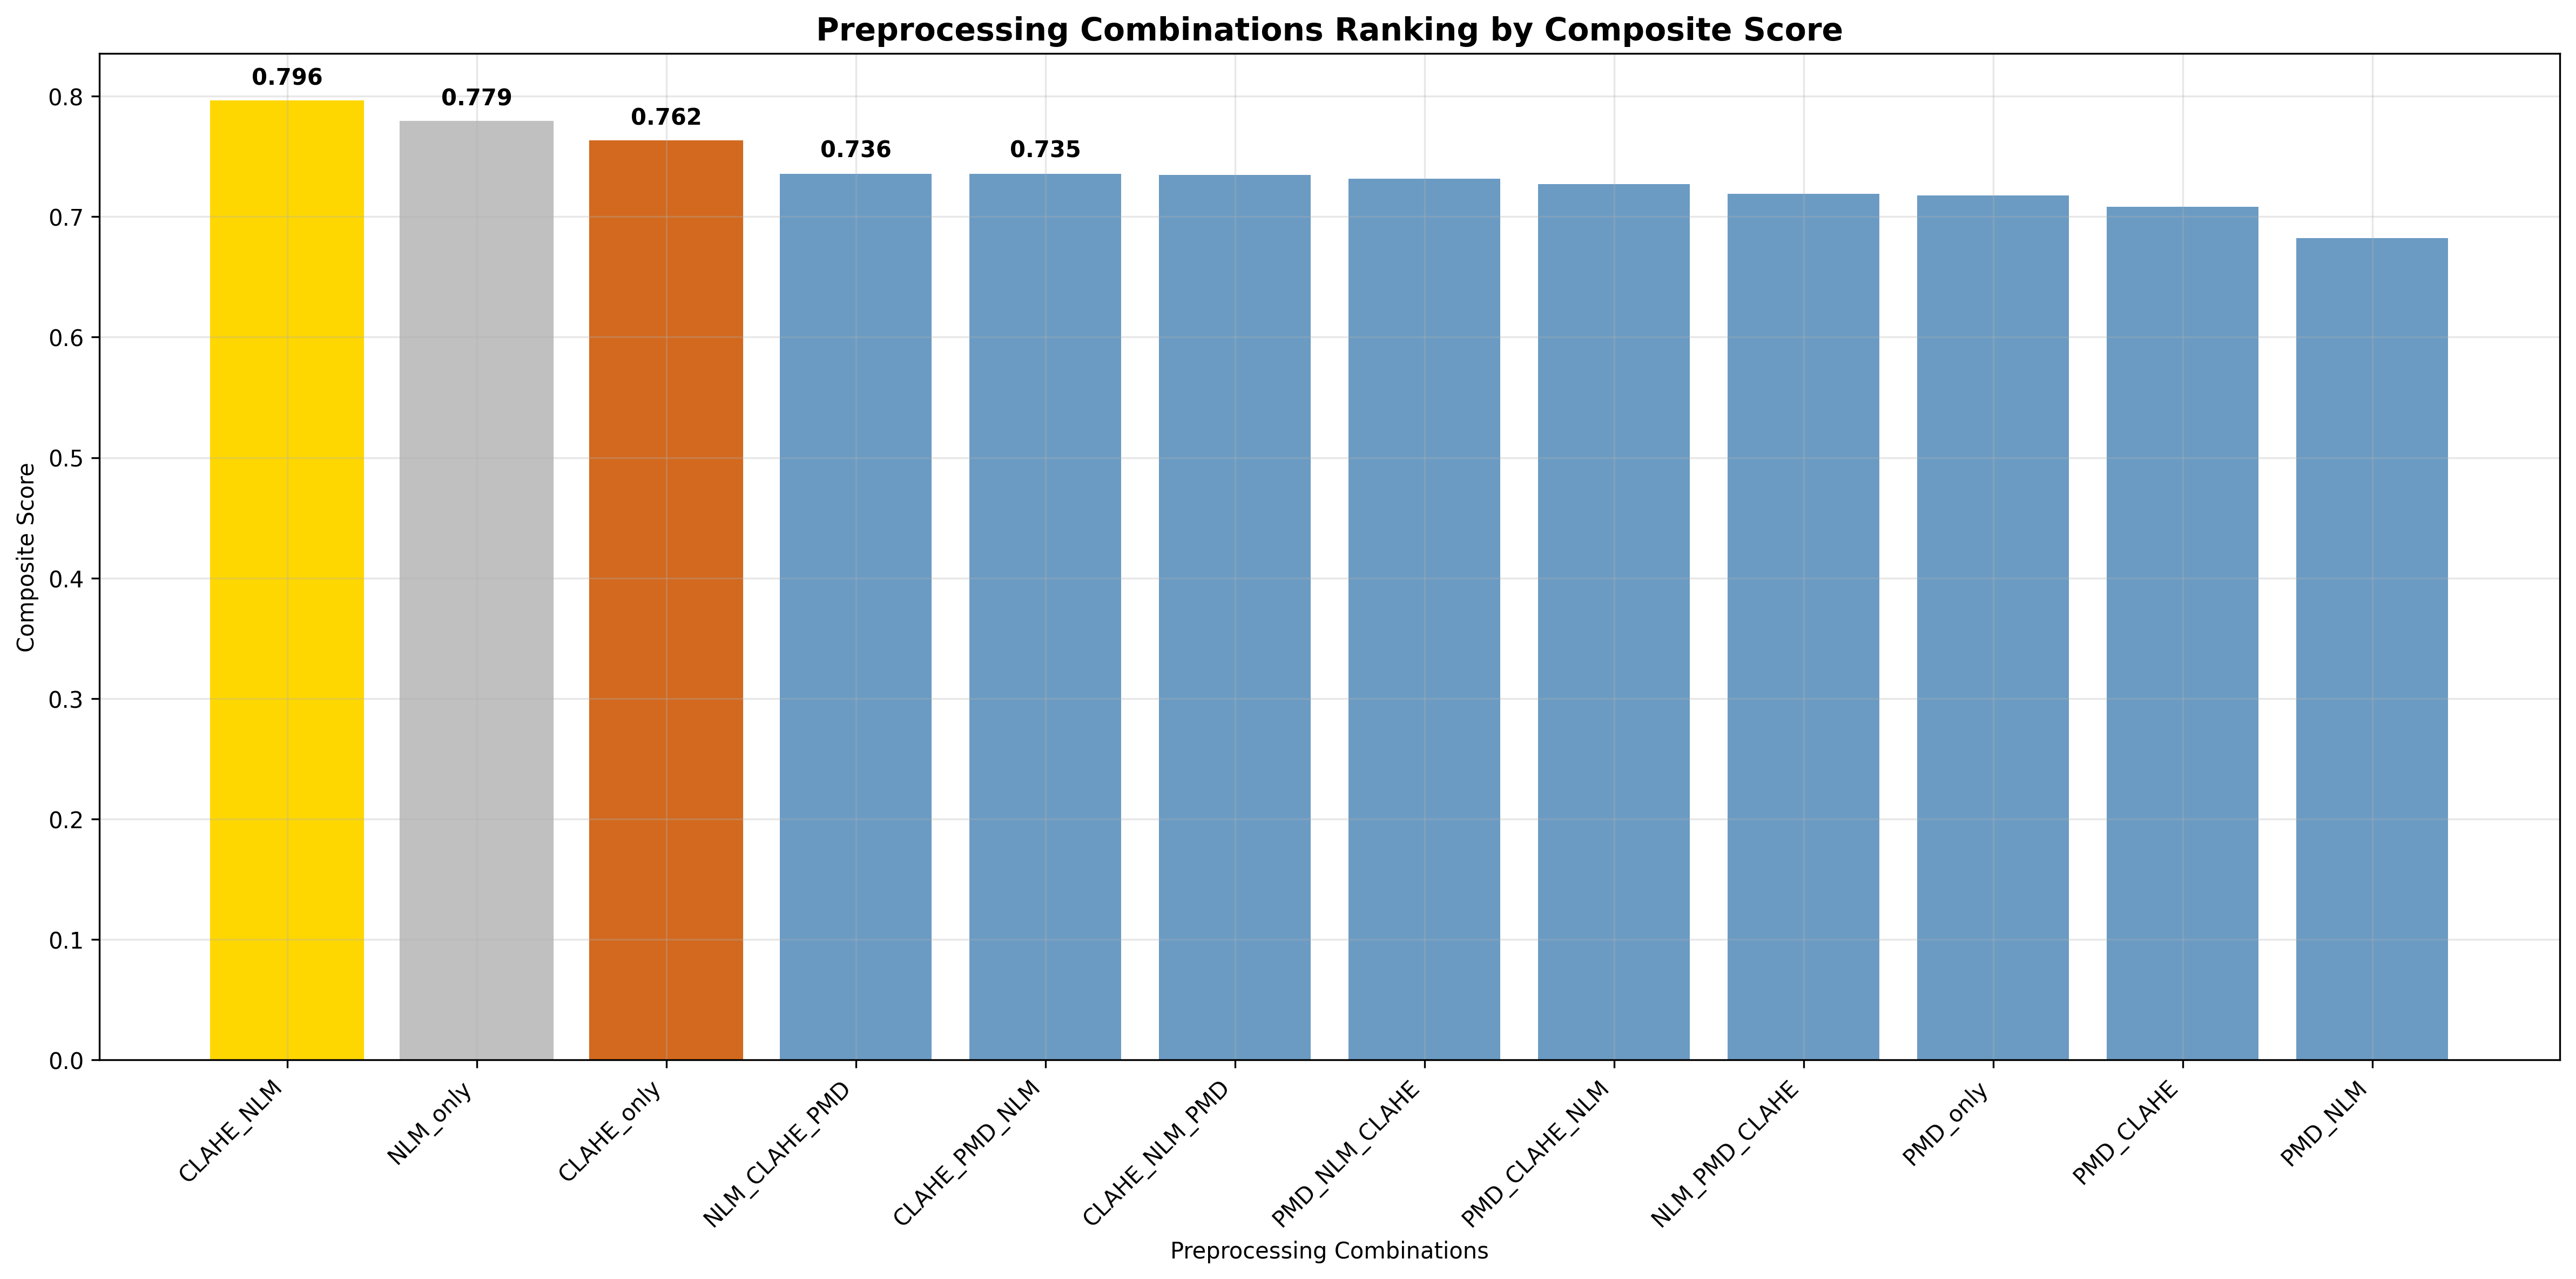 Preprocessing Combinations Ranking by Composite Score
0.796
0.779
0.762
0.736
0.735
0.8
0.7
0.6
0.5
0.4
0.3
0.2
0.1
0.0
Composite Score
CLAHE_NLM
NLM_only
CLAHE_only
NLM_CLAHE_PMD
CLAHE_PMD_NLM
CLAHE_NLM_PMD
PMD_NLM_CLAHE
PMD_CLAHE_NLM
NLM_PMD_CLAHE
PMD_only
PMD_CLAHE
PMD_NLM
Preprocessing Combinations